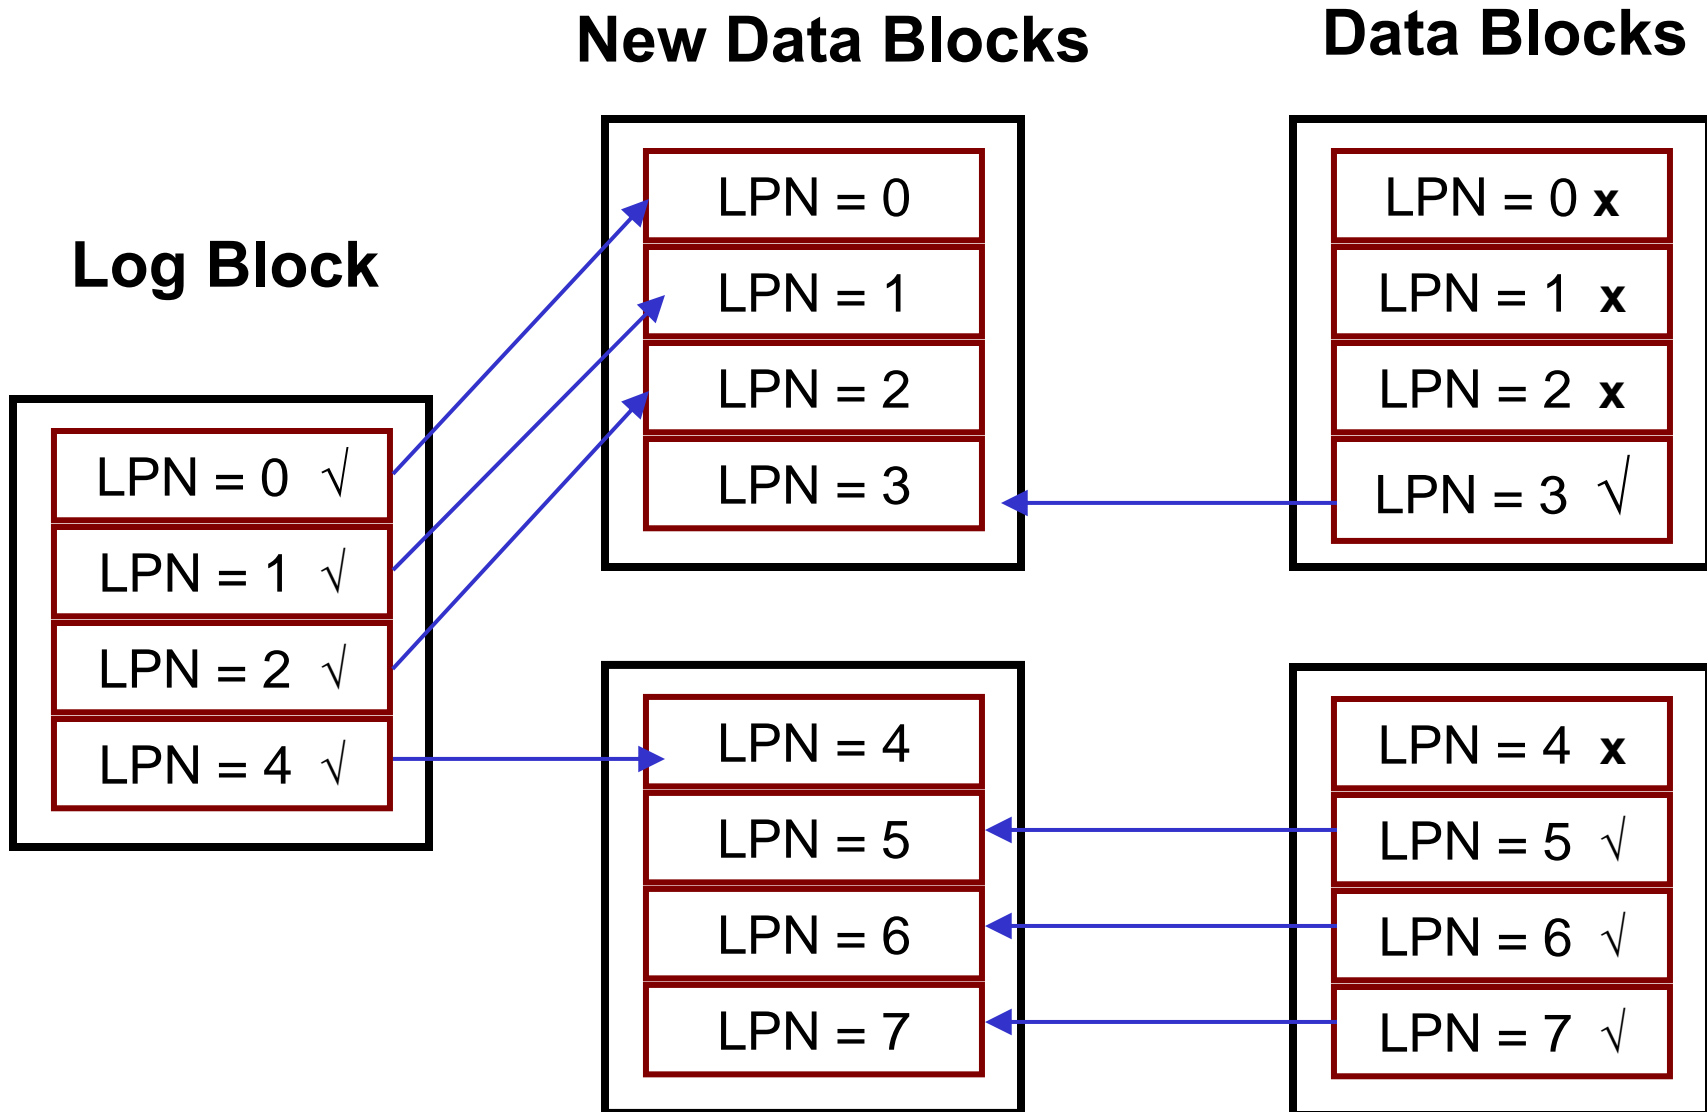 New Data Blocks
Data Blocks
Log Block
LPN = 0 √
LPN = 1 √
LPN = 2 √
LPN = 4 √
LPN = 0
LPN = 1
LPN = 2
LPN = 3
LPN = 4
LPN = 5
LPN = 6
LPN = 7
LPN = 0 x
LPN = 1 x
LPN = 2 x
LPN = 3 √
LPN = 4 x
LPN = 5 √
LPN = 6 √
LPN = 7 √